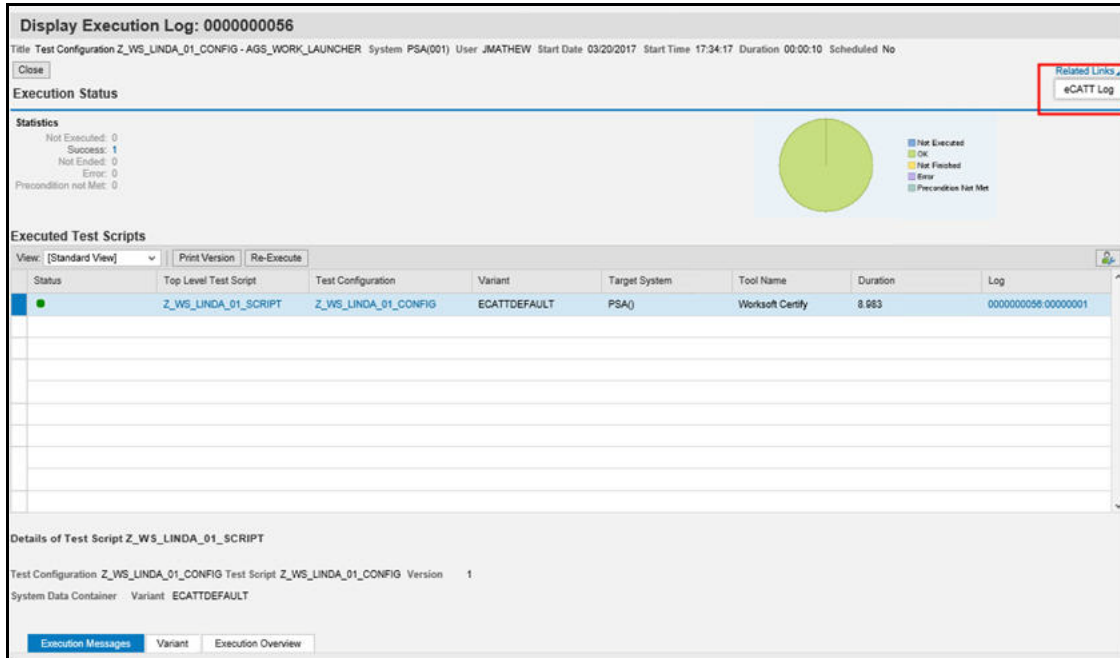 Display Execution Log: 0000000056
Title Test Configuration Z_WS_LINDA_01_CONFIG - AGS_WORK_LAUNCHER System PSA(001) User JMATHEW Start Date 03/20/2017 Start Time 17:34:17 Duration 00:00:10 Scheduled No
Close
Related Links
eCATT Log
Execution Status
Statistics
Not Executed: 0
Success: 1
Not Ended: 0
Error: 0
Precondition not Met: 0
Not Executed
OK
Not Finished
Error
Precondition Not Met
Executed Test Scripts
View: [Standard View] Print Version Re-Execute
Status Top Level Test Script Test Configuration Variant Target System Tool Name Duration Log
Z_WS_LINDA_01_SCRIPT Z_WS_LINDA_01_CONFIG ECATTDEFAULT PSA() Worksoft Certify 8.983 0000000056:00000001
Details of Test Script Z_WS_LINDA_01_SCRIPT
Test Configuration Z_WS_LINDA_01_CONFIG Test Script Z_WS_LINDA_01_CONFIG Version 1
System Data Container Variant ECATTDEFAULT
Execution Messages Variant Execution Overview